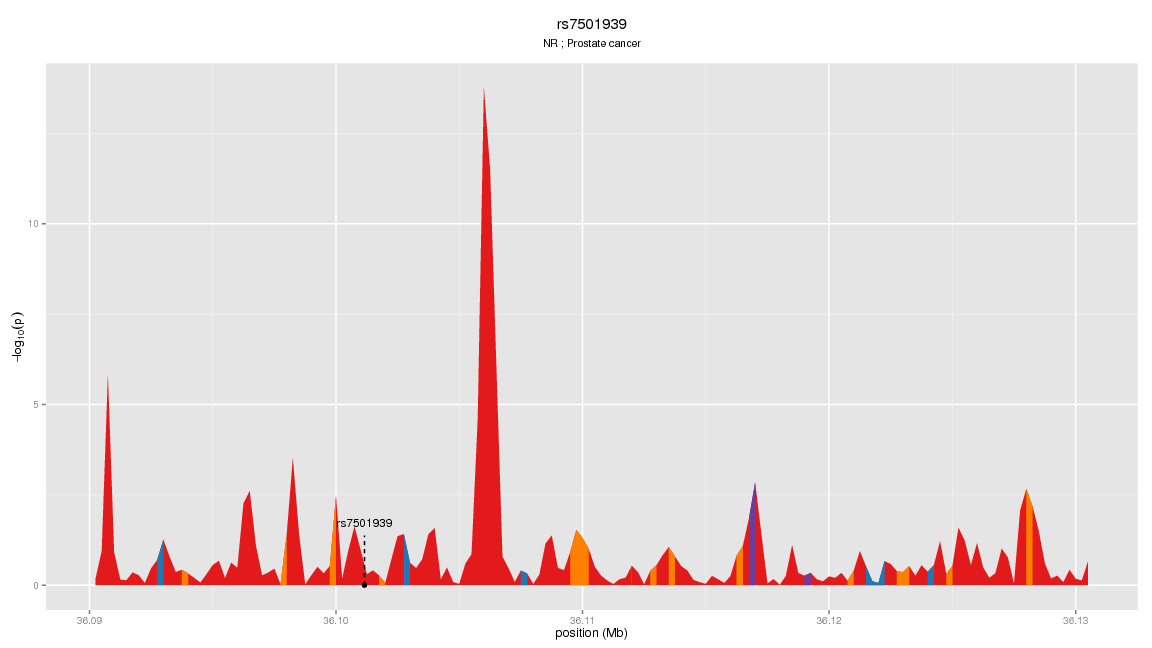 rs7501939
NR ; Prostate cancer
10
5
0
−log10(p)
rs7501939
36.09 36.10 36.11 36.12 36.13
position (Mb)